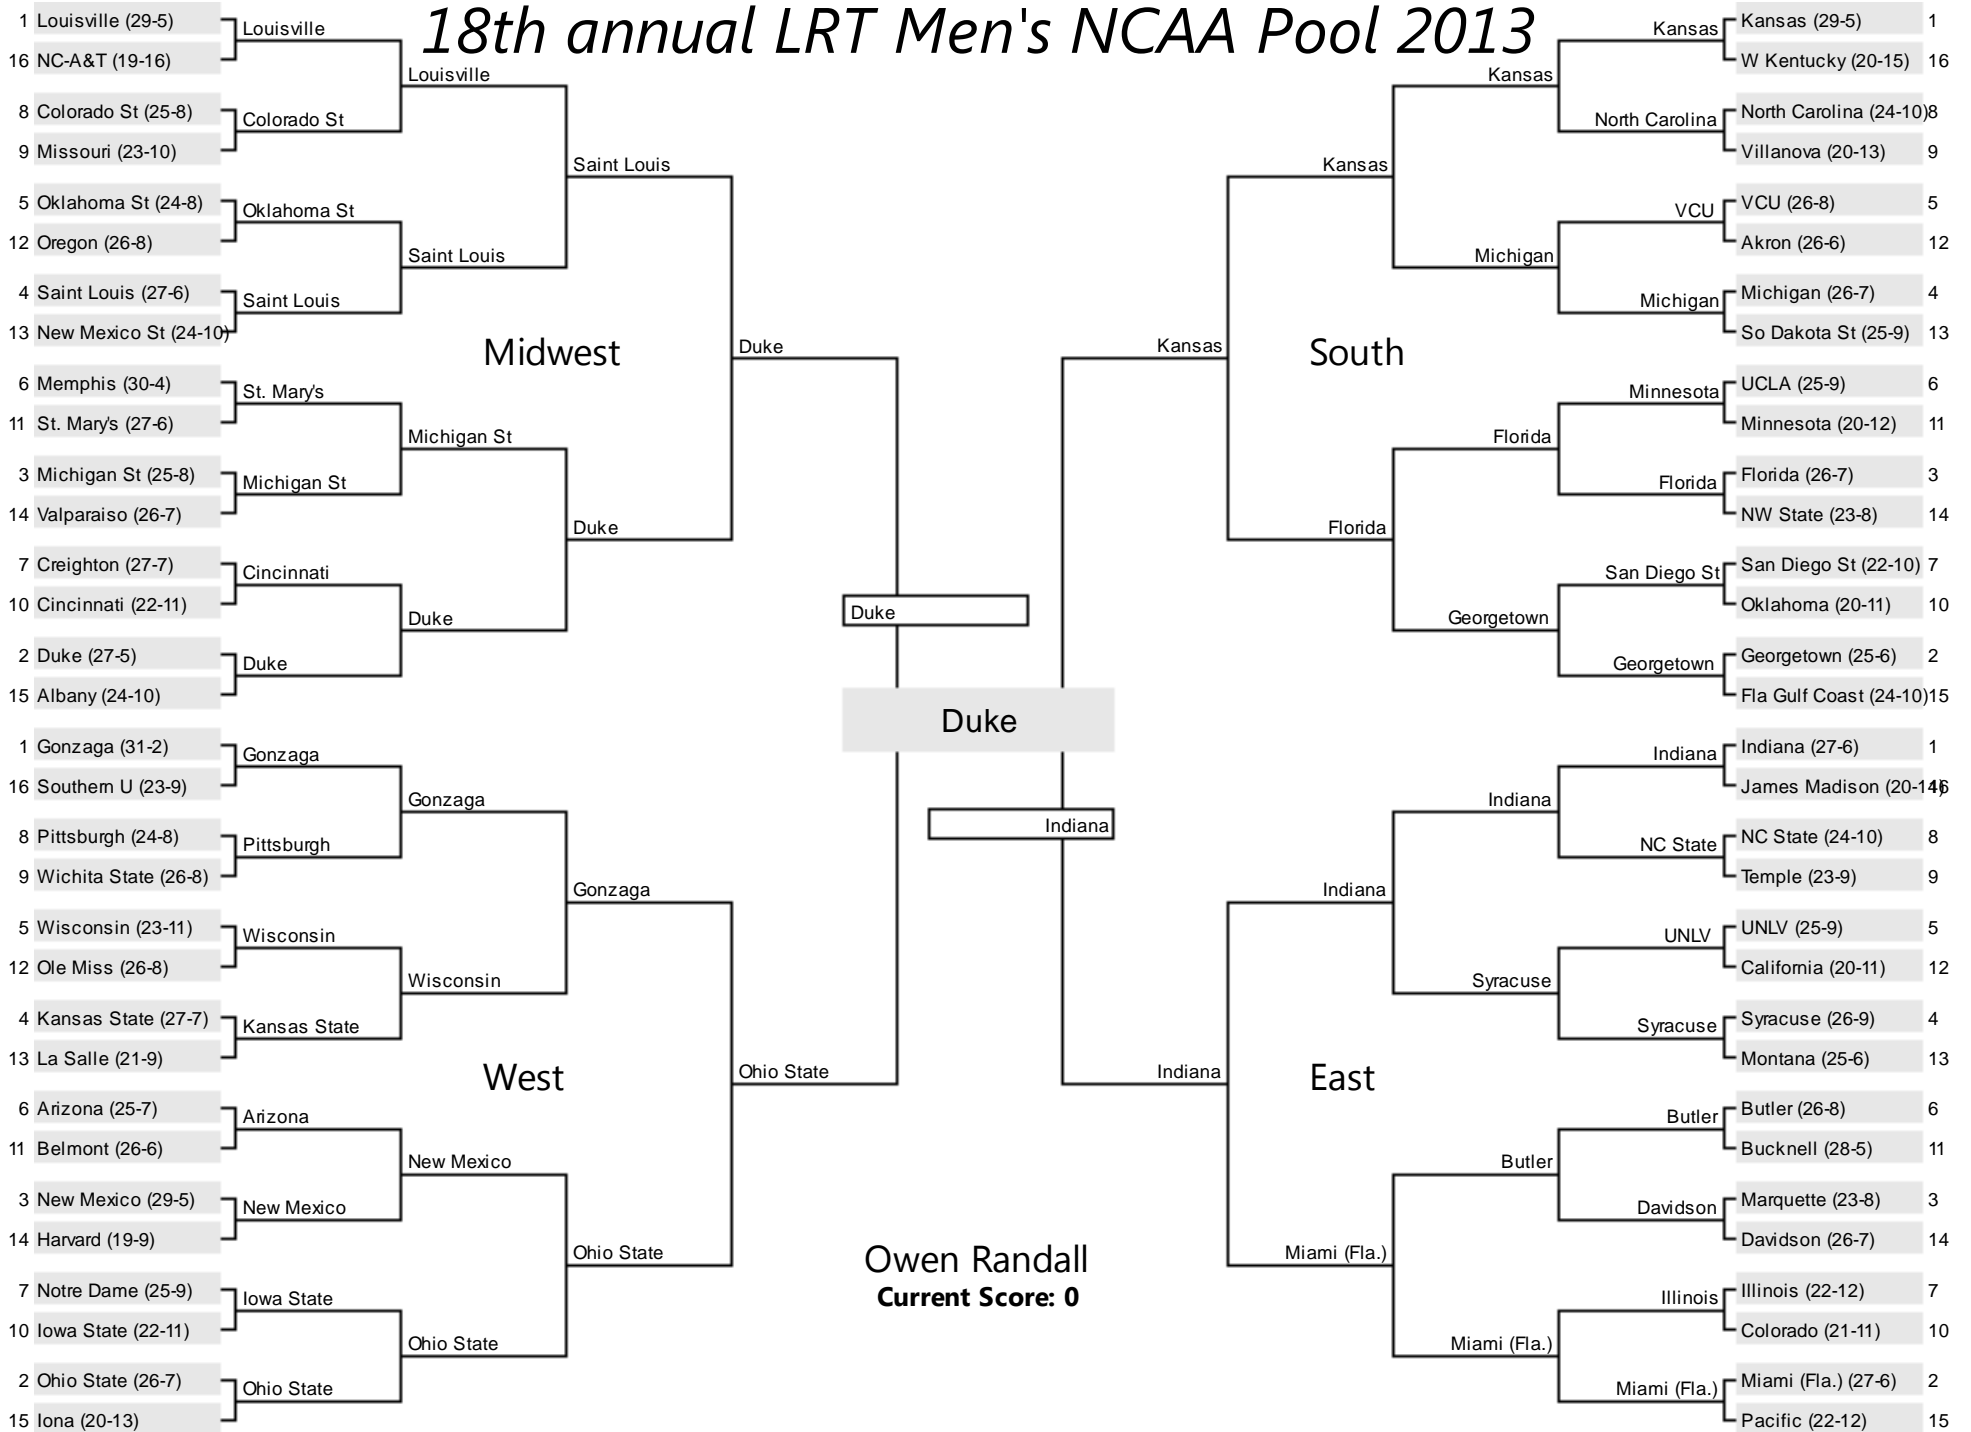 18th annual LRT Men's NCAA Pool 2013
1 Louisville (29-5)
16 NC-A&T (19-16)
8 Colorado St (25-8)
9 Missouri (23-10)
5 Oklahoma St (24-8)
12 Oregon (26-8)
4 Saint Louis (27-6)
13 New Mexico St (24-10)
6 Memphis (30-4)
11 St. Mary's (27-6)
3 Michigan St (25-8)
14 Valparaiso (26-7)
7 Creighton (27-7)
10 Cincinnati (22-11)
2 Duke (27-5)
15 Albany (24-10)
Louisville
Colorado St
Oklahoma St
Saint Louis
St. Mary's
Michigan St
Cincinnati
Duke
Louisville
Saint Louis
Michigan St
Duke
Saint Louis
Duke
Midwest
Duke
1 Gonzaga (31-2)
16 Southern U (23-9)
8 Pittsburgh (24-8)
9 Wichita State (26-8)
5 Wisconsin (23-11)
12 Ole Miss (26-8)
4 Kansas State (27-7)
13 La Salle (21-9)
6 Arizona (25-7)
11 Belmont (26-6)
3 New Mexico (29-5)
14 Harvard (19-9)
7 Notre Dame (25-9)
10 Iowa State (22-11)
2 Ohio State (26-7)
15 Iona (20-13)
Gonzaga
Pittsburgh
Wisconsin
Kansas State
Arizona
New Mexico
Iowa State
Ohio State
Gonzaga
Wisconsin
New Mexico
Ohio State
Gonzaga
Ohio State
West
Ohio State
Duke
Duke
Indiana
Owen Randall
Current Score: 0
Kansas (29-5) 1
W Kentucky (20-15) 16
North Carolina (24-10) 8
Villanova (20-13) 9
VCU (26-8) 5
Akron (26-6) 12
Michigan (26-7) 4
So Dakota St (25-9) 13
UCLA (25-9) 6
Minnesota (20-12) 11
Florida (26-7) 3
NW State (23-8) 14
San Diego St (22-10) 7
Oklahoma (20-11) 10
Georgetown (25-6) 2
Fla Gulf Coast (24-10) 15
Kansas
North Carolina
VCU
Michigan
Minnesota
Florida
San Diego St
Georgetown
Kansas
Michigan
Florida
Georgetown
Kansas
Florida
South
Kansas
Indiana (27-6) 1
James Madison (20-14) 16
NC State (24-10) 8
Temple (23-9) 9
UNLV (25-9) 5
California (20-11) 12
Syracuse (26-9) 4
Montana (25-6) 13
Butler (26-8) 6
Bucknell (28-5) 11
Marquette (23-8) 3
Davidson (26-7) 14
Illinois (22-12) 7
Colorado (21-11) 10
Miami (Fla.) (27-6) 2
Pacific (22-12) 15
Indiana
NC State
UNLV
Syracuse
Butler
Davidson
Illinois
Miami (Fla.)
Indiana
Syracuse
Butler
Miami (Fla.)
Indiana
Miami (Fla.)
East
Indiana